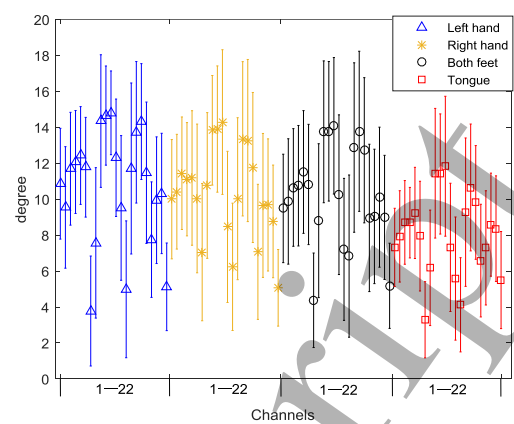 20
18
16
14
12
10
8
6
4
2
0
degree
Left hand
Right hand
Both feet
Tongue
1—22 1—22 1—22 1—22
Channels